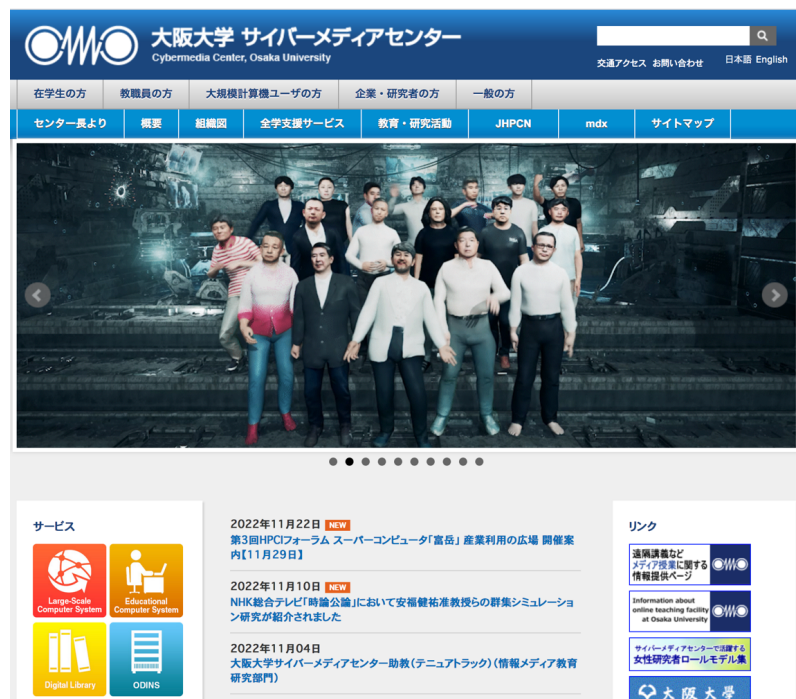 大阪大学 サイバーメディアセンター
Cybermedia Center, Osaka University
交通アクセス お問い合わせ 日本語 English
在学生の方 教職員の方 大規模計算機ユーザの方 企業・研究者の方 一般の方
センター長より 概要 組織図 全学支援サービス 教育・研究活動 JHPCN mdx サイトマップ
サービス
Large-Scale
Computer System
Educational
Computer System
Digital Library
ODINS
2022年11月22日 NEW
第3回HPCIフォーラム スーパーコンピュータ「富岳」 産業利用の広場 開催案
内【11月29日】
2022年11月10日 NEW
NHK総合テレビ「時論公論」において安福健祐准教授らの群集シミュレーショ
ン研究が紹介されました
2022年11月04日
大阪大学サイバーメディアセンター助教（テニュアトラック）（情報メディア教育
研究部門）
リンク
遠隔講義など
メディア授業に関する
情報提供ページ
Information about
online teaching facility
at Osaka University
サイバーメディアセンターで活躍する
女性研究者ロールモデル集
大阪大学